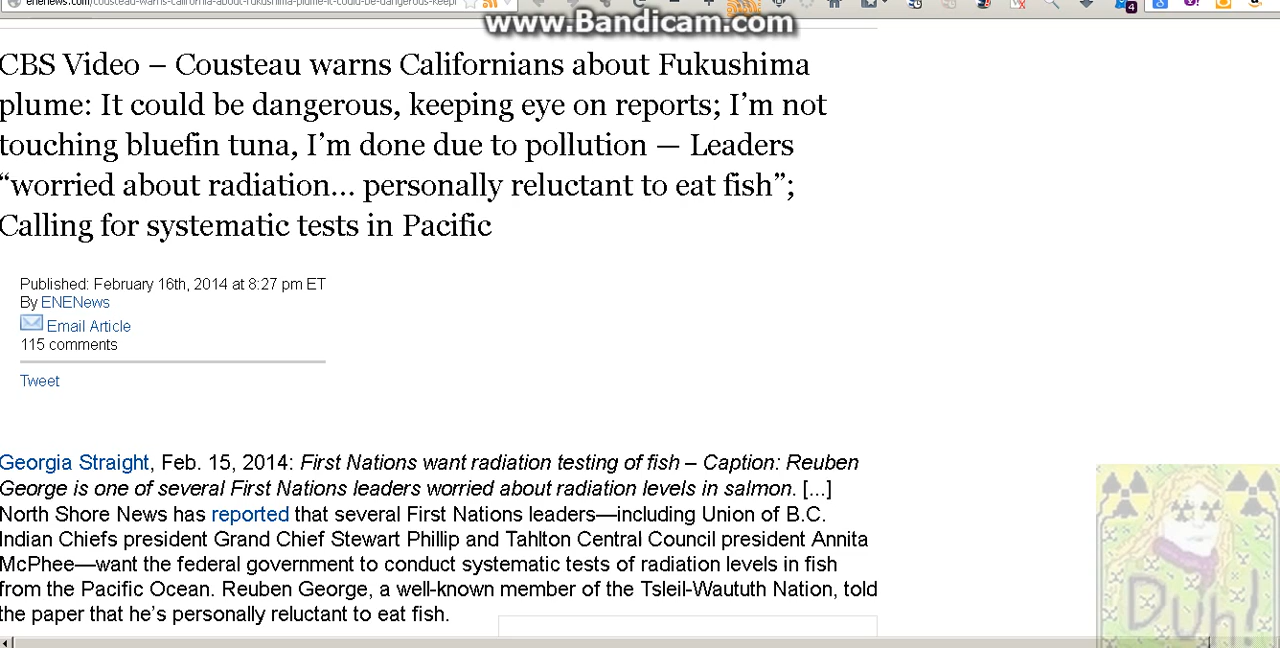 enenews.com/cousteau-warns-california-about-fukushima-plume-it-could-be-dangerous-keepi
www.Bandicam.com
4
CBS Video – Cousteau warns Californians about Fukushima
plume: It could be dangerous, keeping eye on reports; I’m not
touching bluefin tuna, I’m done due to pollution — Leaders
“worried about radiation... personally reluctant to eat fish”;
Calling for systematic tests in Pacific
Published: February 16th, 2014 at 8:27 pm ET
By ENENews
Email Article
115 comments
Tweet
Georgia Straight, Feb. 15, 2014: First Nations want radiation testing of fish – Caption: Reuben
George is one of several First Nations leaders worried about radiation levels in salmon. [...]
North Shore News has reported that several First Nations leaders—including Union of B.C.
Indian Chiefs president Grand Chief Stewart Phillip and Tahltan Central Council president Annita
McPhee—want the federal government to conduct systematic tests of radiation levels in fish
from the Pacific Ocean. Reuben George, a well-known member of the Tsleil-Waututh Nation, told
the paper that he’s personally reluctant to eat fish.
Duh!